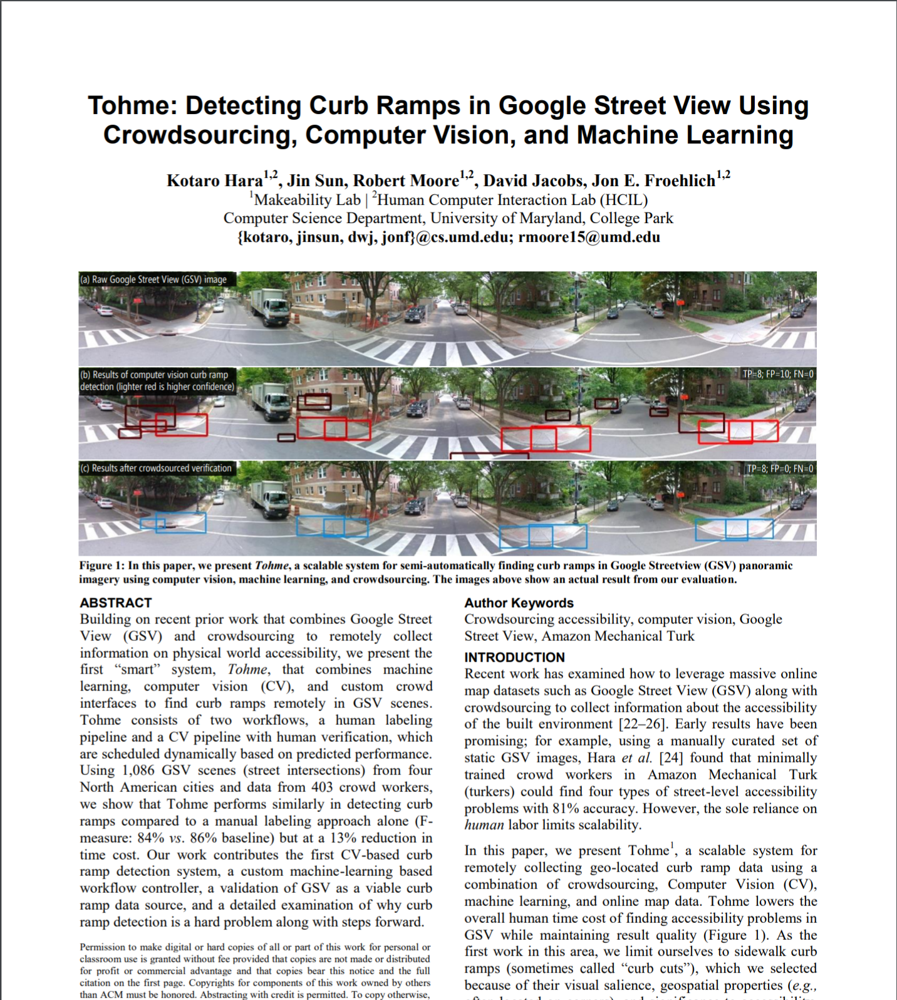 Tohme: Detecting Curb Ramps in Google Street View Using
Crowdsourcing, Computer Vision, and Machine Learning
Kotaro Hara1,2, Jin Sun, Robert Moore1,2, David Jacobs, Jon E. Froehlich1,2
1Makeability Lab | 2Human Computer Interaction Lab (HCIL)
Computer Science Department, University of Maryland, College Park
{kotaro, jinsun, dwj, jonf}@cs.umd.edu; rmoore15@umd.edu
(a) Raw Google Street View (GSV) image
(b) Results of computer vision curb ramp
detection (lighter red is higher confidence)
TP=8; FP=10; FN=0
(c) Results after crowdsourced verification
TP=8; FP=0; FN=0
Figure 1: In this paper, we present Tohme, a scalable system for semi-automatically finding curb ramps in Google Streetview (GSV) panoramic
imagery using computer vision, machine learning, and crowdsourcing. The images above show an actual result from our evaluation.
ABSTRACT
Building on recent prior work that combines Google Street
View (GSV) and crowdsourcing to remotely collect
information on physical world accessibility, we present the
first “smart” system, Tohme, that combines machine
learning, computer vision (CV), and custom crowd
interfaces to find curb ramps remotely in GSV scenes.
Tohme consists of two workflows, a human labeling
pipeline and a CV pipeline with human verification, which
are scheduled dynamically based on predicted performance.
Using 1,086 GSV scenes (street intersections) from four
North American cities and data from 403 crowd workers,
we show that Tohme performs similarly in detecting curb
ramps compared to a manual labeling approach alone (F-
measure: 84% vs. 86% baseline) but at a 13% reduction in
time cost. Our work contributes the first CV-based curb
ramp detection system, a custom machine-learning based
workflow controller, a validation of GSV as a viable curb
ramp data source, and a detailed examination of why curb
ramp detection is a hard problem along with steps forward.
Permission to make digital or hard copies of all or part of this work for personal or
classroom use is granted without fee provided that copies are not made or distributed
for profit or commercial advantage and that copies bear this notice and the full
citation on the first page. Copyrights for components of this work owned by others
than ACM must be honored. Abstracting with credit is permitted. To copy otherwise,
Author Keywords
Crowdsourcing accessibility, computer vision, Google
Street View, Amazon Mechanical Turk
INTRODUCTION
Recent work has examined how to leverage massive online
map datasets such as Google Street View (GSV) along with
crowdsourcing to collect information about the accessibility
of the built environment [22–26]. Early results have been
promising; for example, using a manually curated set of
static GSV images, Hara et al. [24] found that minimally
trained crowd workers in Amazon Mechanical Turk
(turkers) could find four types of street-level accessibility
problems with 81% accuracy. However, the sole reliance on
human labor limits scalability.
In this paper, we present Tohme1, a scalable system for
remotely collecting geo-located curb ramp data using a
combination of crowdsourcing, Computer Vision (CV),
machine learning, and online map data. Tohme lowers the
overall human time cost of finding accessibility problems in
GSV while maintaining result quality (Figure 1). As the
first work in this area, we limit ourselves to sidewalk curb
ramps (sometimes called “curb cuts”), which we selected
because of their visual salience, geospatial properties (e.g.,